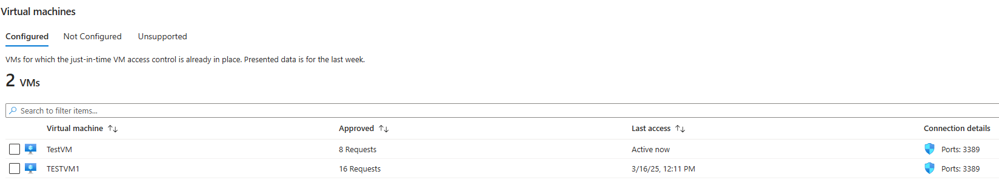 Virtual machines
Configured Not Configured Unsupported
VMs for which the just-in-time VM access control is already in place. Presented data is for the last week.
2 VMs
Search to filter items...
Virtual machine ↑↓ Approved ↑↓ Last access ↑↓ Connection details
TestVM 8 Requests Active now Ports: 3389
TESTVM1 16 Requests 3/16/25, 12:11 PM Ports: 3389